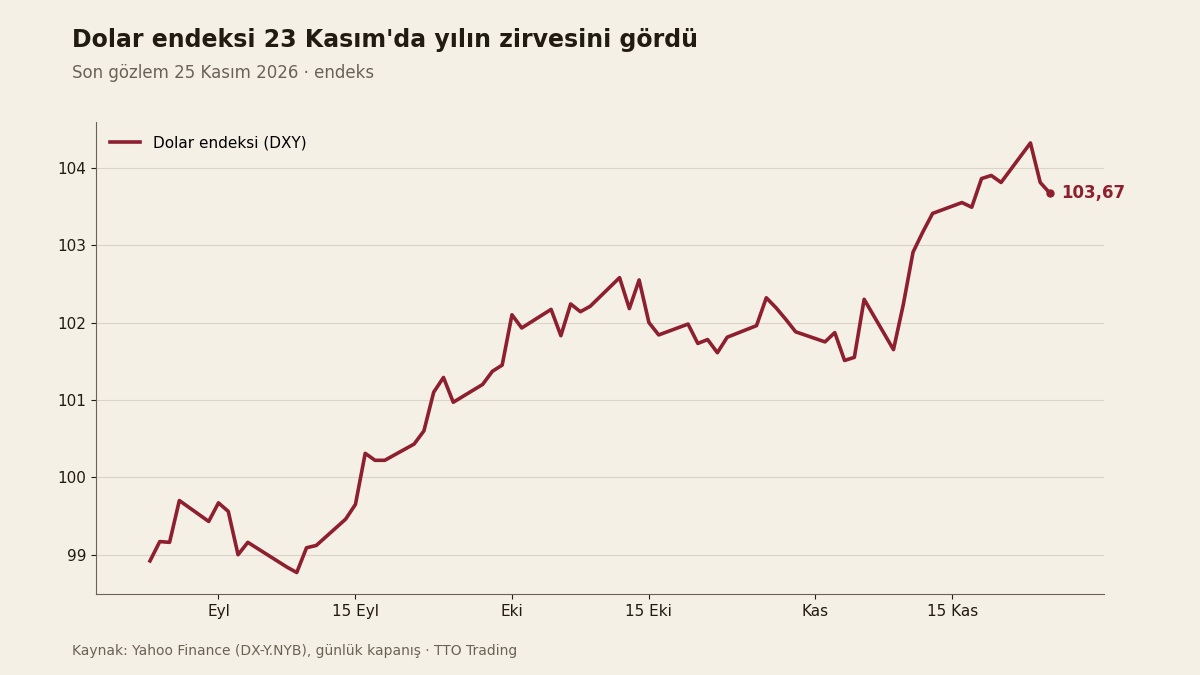 Dolar endeksi 23 Kasım'da yılın zirvesini gördü
Son gözlem 25 Kasım 2026 · endeks
Dolar endeksi (DXY)
104
103
102
101
100
99
103,67
Eyl
15 Eyl
Eki
15 Eki
Kas
15 Kas
Kaynak: Yahoo Finance (DX-Y.NYB), günlük kapanış · TTO Trading